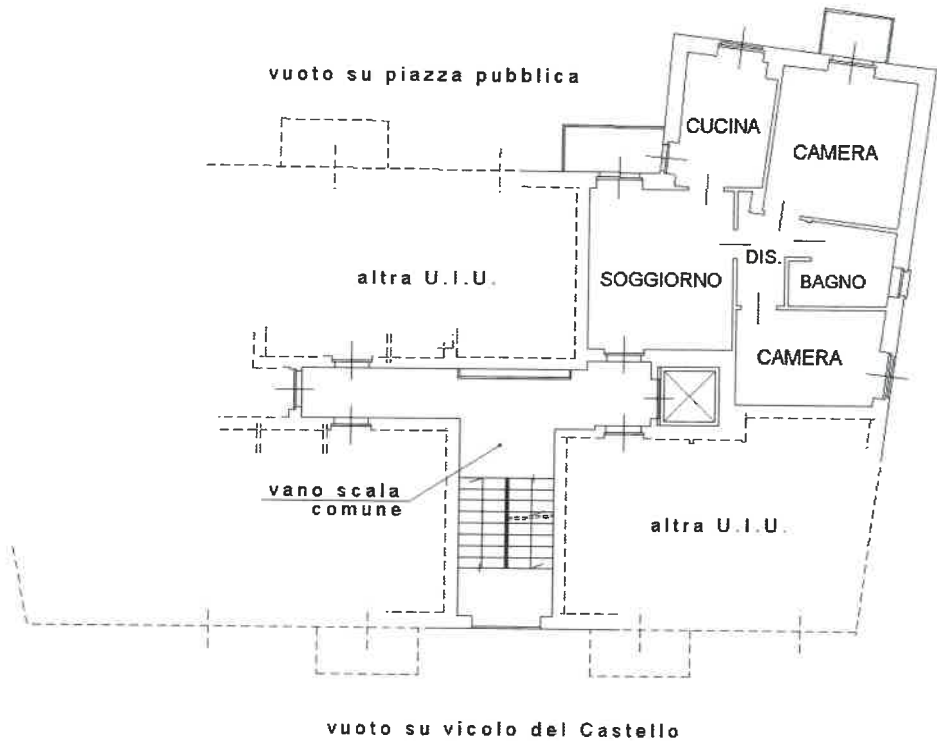 vuoto su piazza pubblica
CUCINA
CAMERA
altra U.I.U.
SOGGIORNO
DIS.
BAGNO
CAMERA
vano scala
comune
altra U.I.U.
vuoto su vicolo del Castello